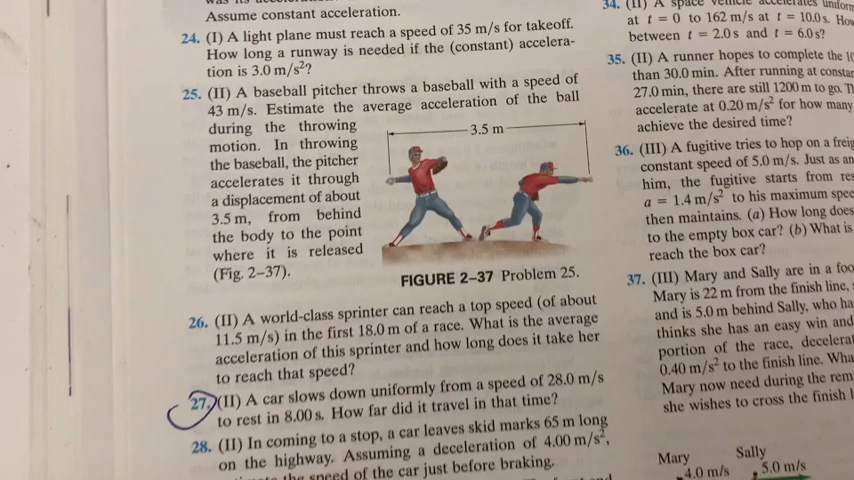 Assume constant acceleration.
24. (I) A light plane must reach a speed of 35 m/s for takeoff.
How long a runway is needed if the (constant) accelera-
tion is 3.0 m/s²?
25. (II) A baseball pitcher throws a baseball with a speed of
43 m/s. Estimate the average acceleration of the ball
during the throwing
motion. In throwing
the baseball, the pitcher
accelerates it through
a displacement of about
3.5 m, from behind
the body to the point
where it is released
(Fig. 2–37).
3.5 m
FIGURE 2–37 Problem 25.
26. (II) A world-class sprinter can reach a top speed (of about
11.5 m/s) in the first 18.0 m of a race. What is the average
acceleration of this sprinter and how long does it take her
to reach that speed?
27. (II) A car slows down uniformly from a speed of 28.0 m/s
to rest in 8.00 s. How far did it travel in that time?
28. (II) In coming to a stop, a car leaves skid marks 65 m long
on the highway. Assuming a deceleration of 4.00 m/s²,
the speed of the car just before braking.
34. (II) A space vehicle accelerates
at t = 0 to 162 m/s at t = 10.0 s.
between t = 2.0 s and t = 6.0 s?
35. (II) A runner hopes to complete the
than 30.0 min. After running at
27.0 min, there are still 1200 m to go.
accelerate at 0.20 m/s² for how many
achieve the desired time?
36. (III) A fugitive tries to hop on a
constant speed of 5.0 m/s. Just as
him, the fugitive starts from
a = 1.4 m/s² to his maximum
then maintains. (a) How long does
to the empty box car? (b) What is
reach the box car?
37. (III) Mary and Sally are in a
Mary is 22 m from the finish line,
and is 5.0 m behind Sally, who
thinks she has an easy win and
portion of the race,
0.40 m/s² to the finish line.
Mary now need during the
she wishes to cross the finish
Mary Sally
4.0 m/s 5.0 m/s